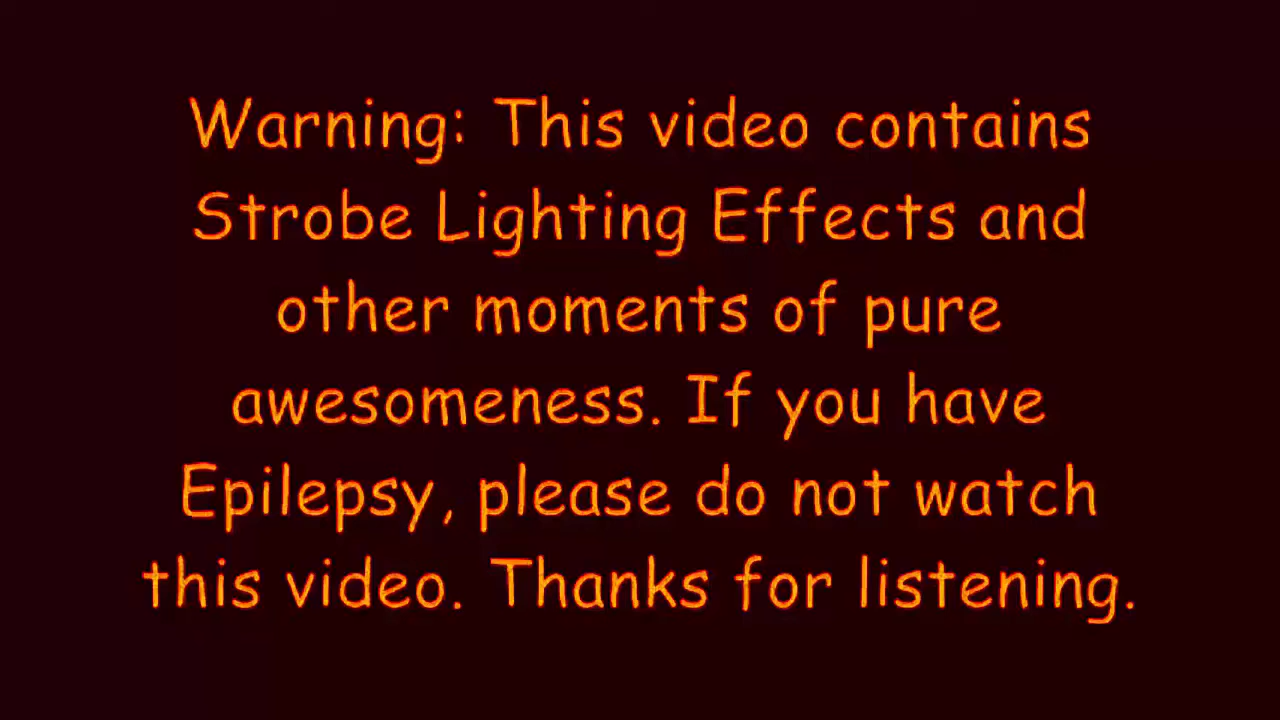 Warning: This video contains
Strobe Lighting Effects and
other moments of pure
awesomeness. If you have
Epilepsy, please do not watch
this video. Thanks for listening.